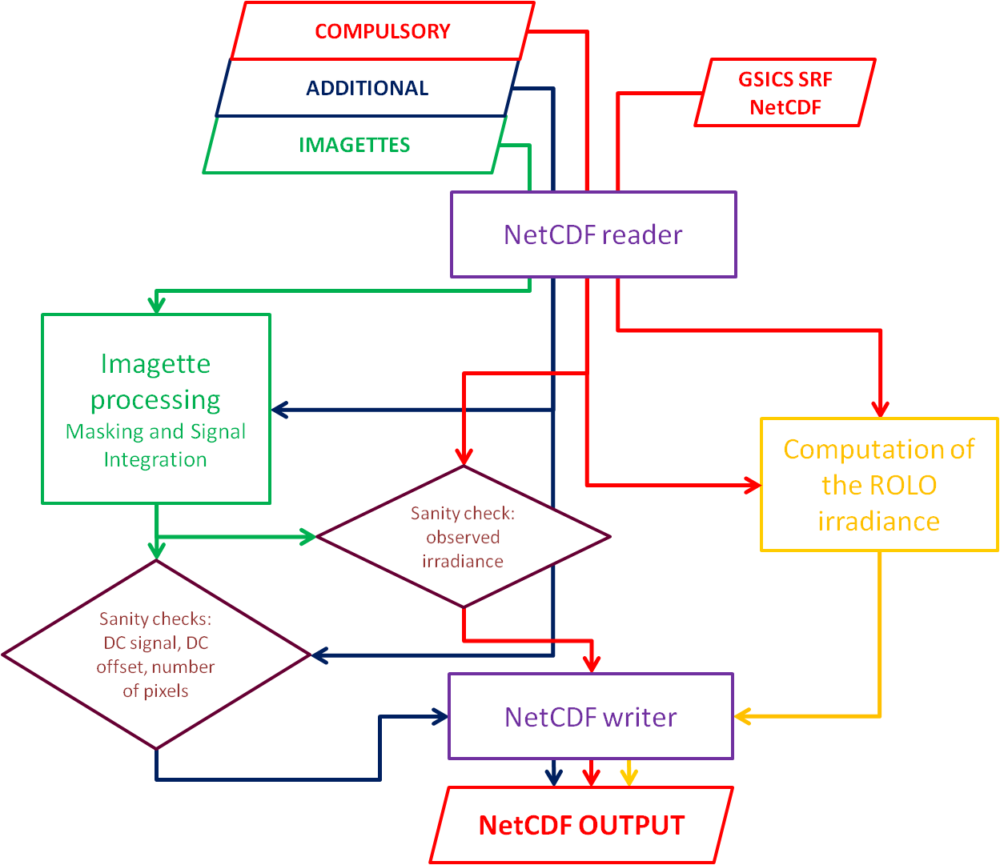 COMPULSORY
ADDITIONAL
IMAGETTES
GSICS SRF
NetCDF
NetCDF reader
Imagette
processing
Masking and Signal
Integration
Computation of
the ROLO
irradiance
Sanity check:
observed
irradiance
Sanity checks:
DC signal, DC
offset, number
of pixels
NetCDF writer
NetCDF OUTPUT